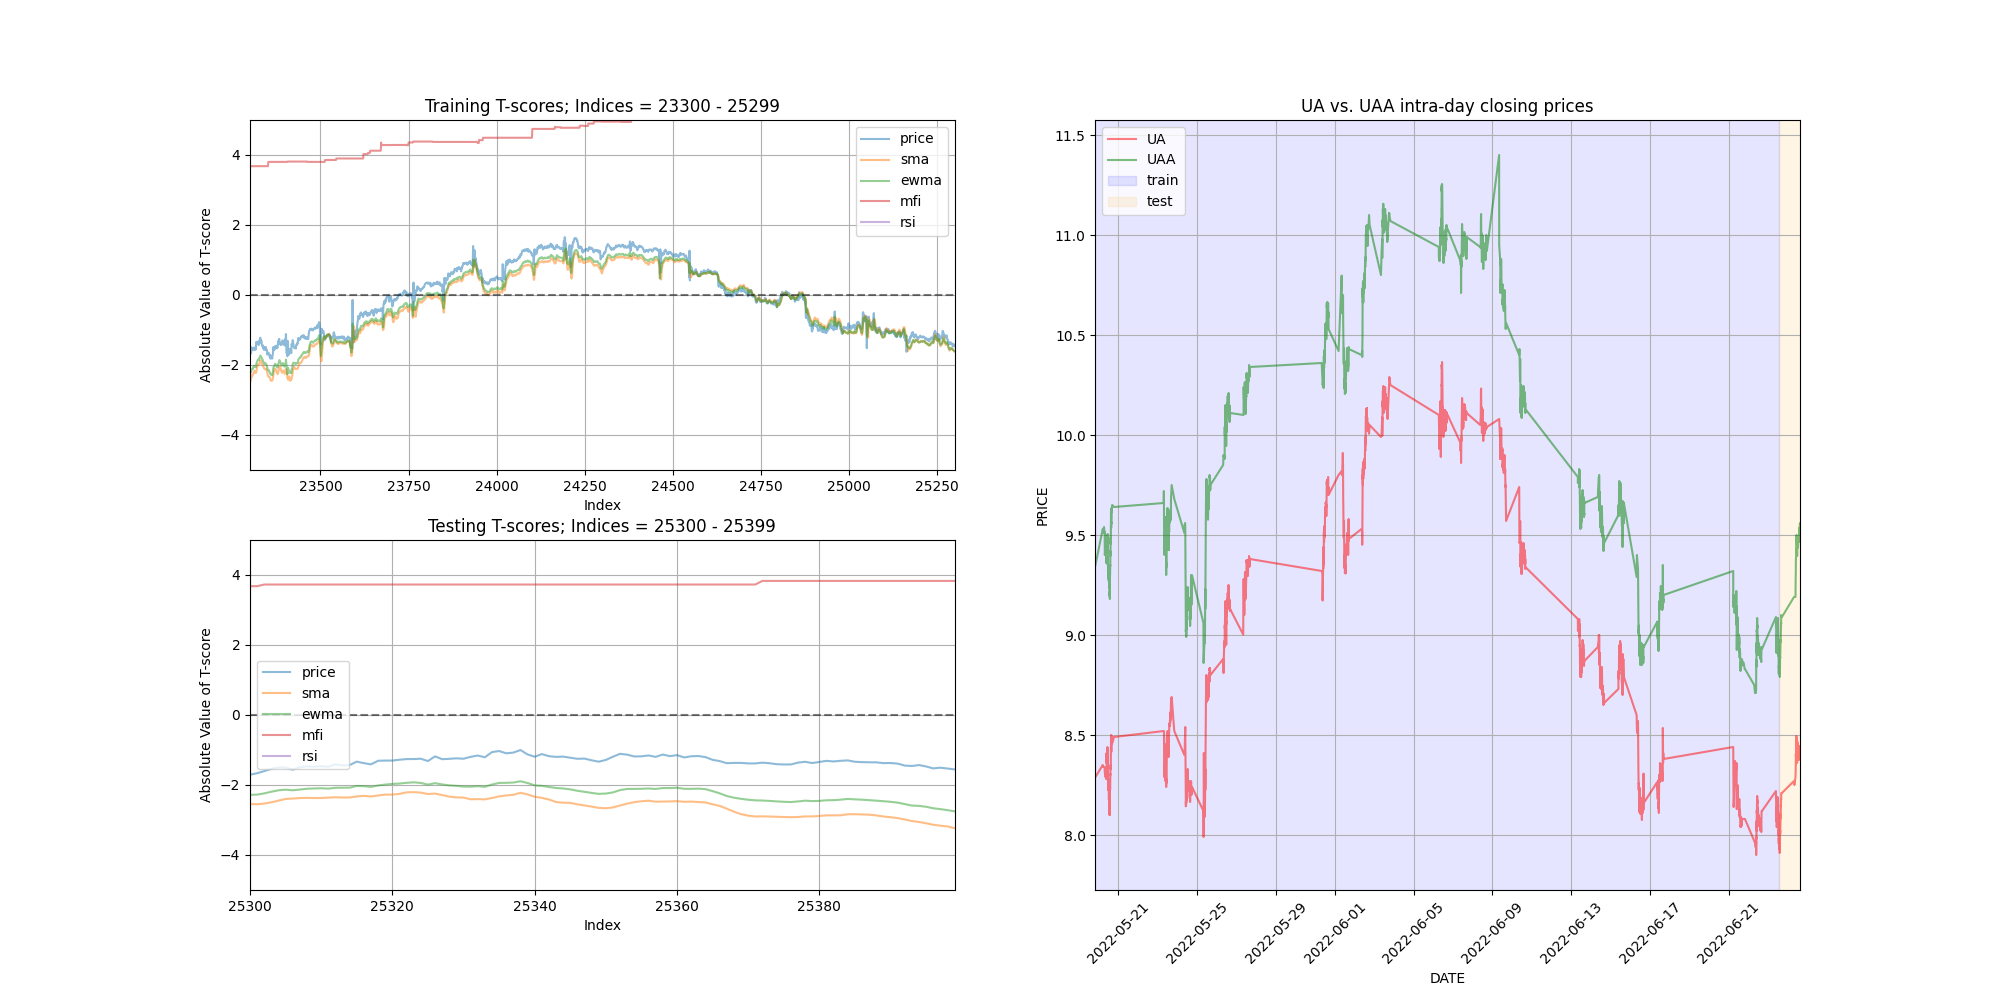 Training T-scores; Indices = 23300 - 25299
Absolute Value of T-score
4
2
0
−2
−4
price
sma
ewma
mfi
rsi
23500 23750 24000 24250 24500 24750 25000 25250
Index
Testing T-scores; Indices = 25300 - 25399
Absolute Value of T-score
4
2
0
−2
−4
price
sma
ewma
mfi
rsi
25300 25320 25340 25360 25380
Index
UA vs. UAA intra-day closing prices
PRICE
11.5
11.0
10.5
10.0
9.5
9.0
8.5
8.0
UA
UAA
train
test
2022-05-21 2022-05-25 2022-05-29 2022-06-01 2022-06-05 2022-06-09 2022-06-13 2022-06-17 2022-06-21
DATE